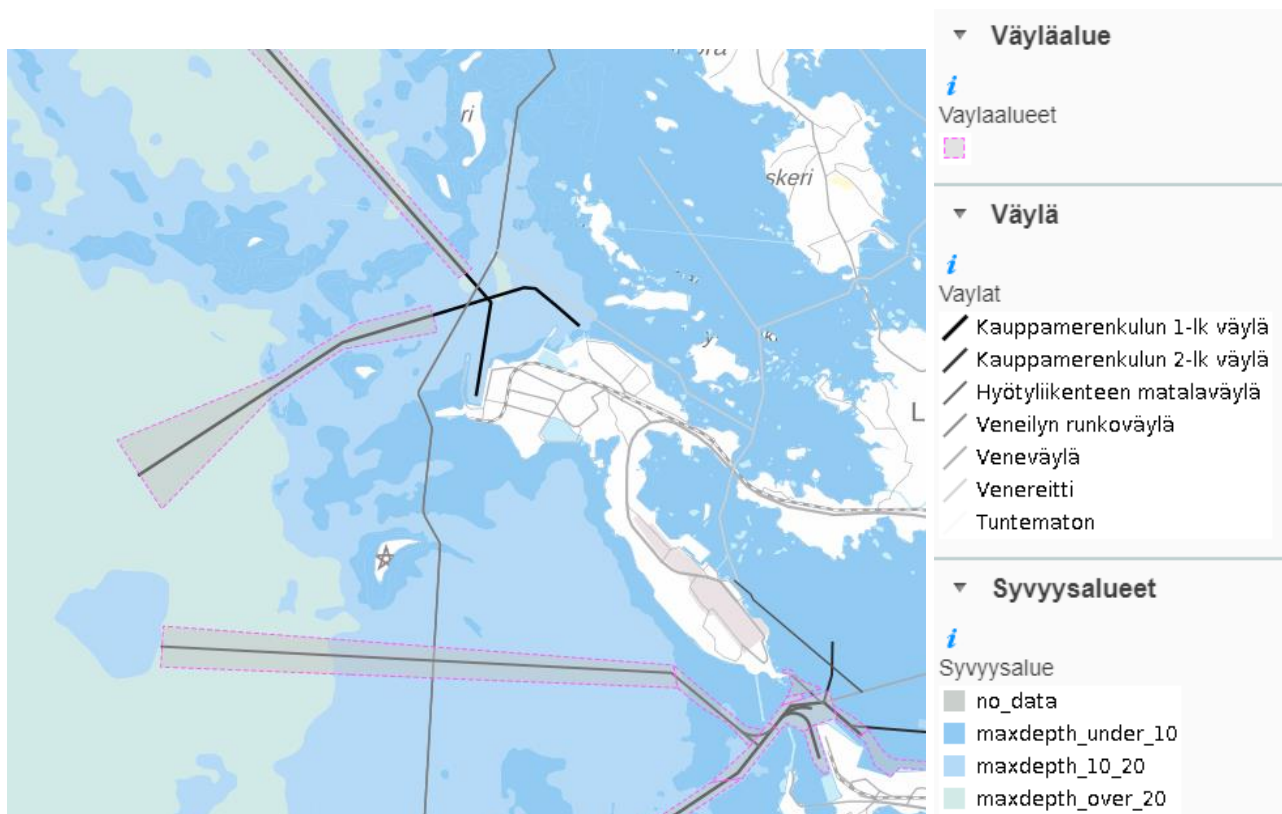 ri
skeri
y
L
Väyläalue
i
Vaylaalueet
Väylä
i
Vaylat
Kauppamerenkulun 1-lk väylä
Kauppamerenkulun 2-lk väylä
Hyötyliikenteen matalaväylä
Veneilyn runkoväylä
Veneväylä
Venereitti
Tuntematon
Syvyysalueet
i
Syvyysalue
no_data
maxdepth_under_10
maxdepth_10_20
maxdepth_over_20